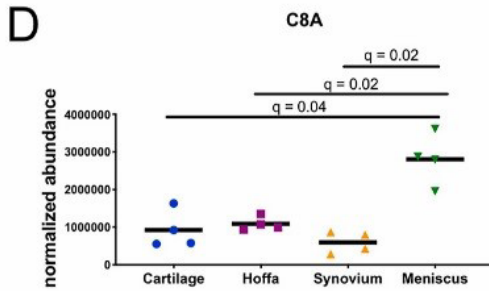 D
C8A
q = 0.02
q = 0.02
q = 0.04
normalized abundance
4000000
3000000
2000000
1000000
0
Cartilage Hoffa Synovium Meniscus